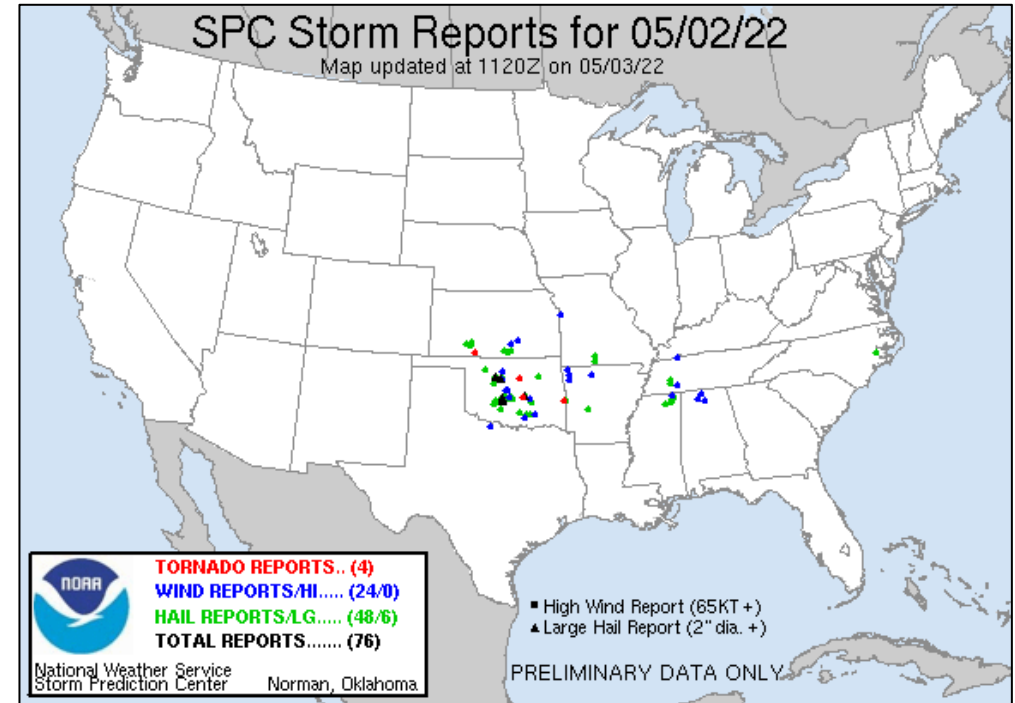 SPC Storm Reports for 05/02/22
Map updated at 1120Z on 05/03/22
NOAA
TORNADO REPORTS.. (4)
WIND REPORTS/HI..... (24/0)
HAIL REPORTS/LG..... (48/6)
TOTAL REPORTS....... (76)
National Weather Service
Storm Prediction Center Norman, Oklahoma
High Wind Report (65KT +)
Large Hail Report (2" dia. +)
PRELIMINARY DATA ONLY